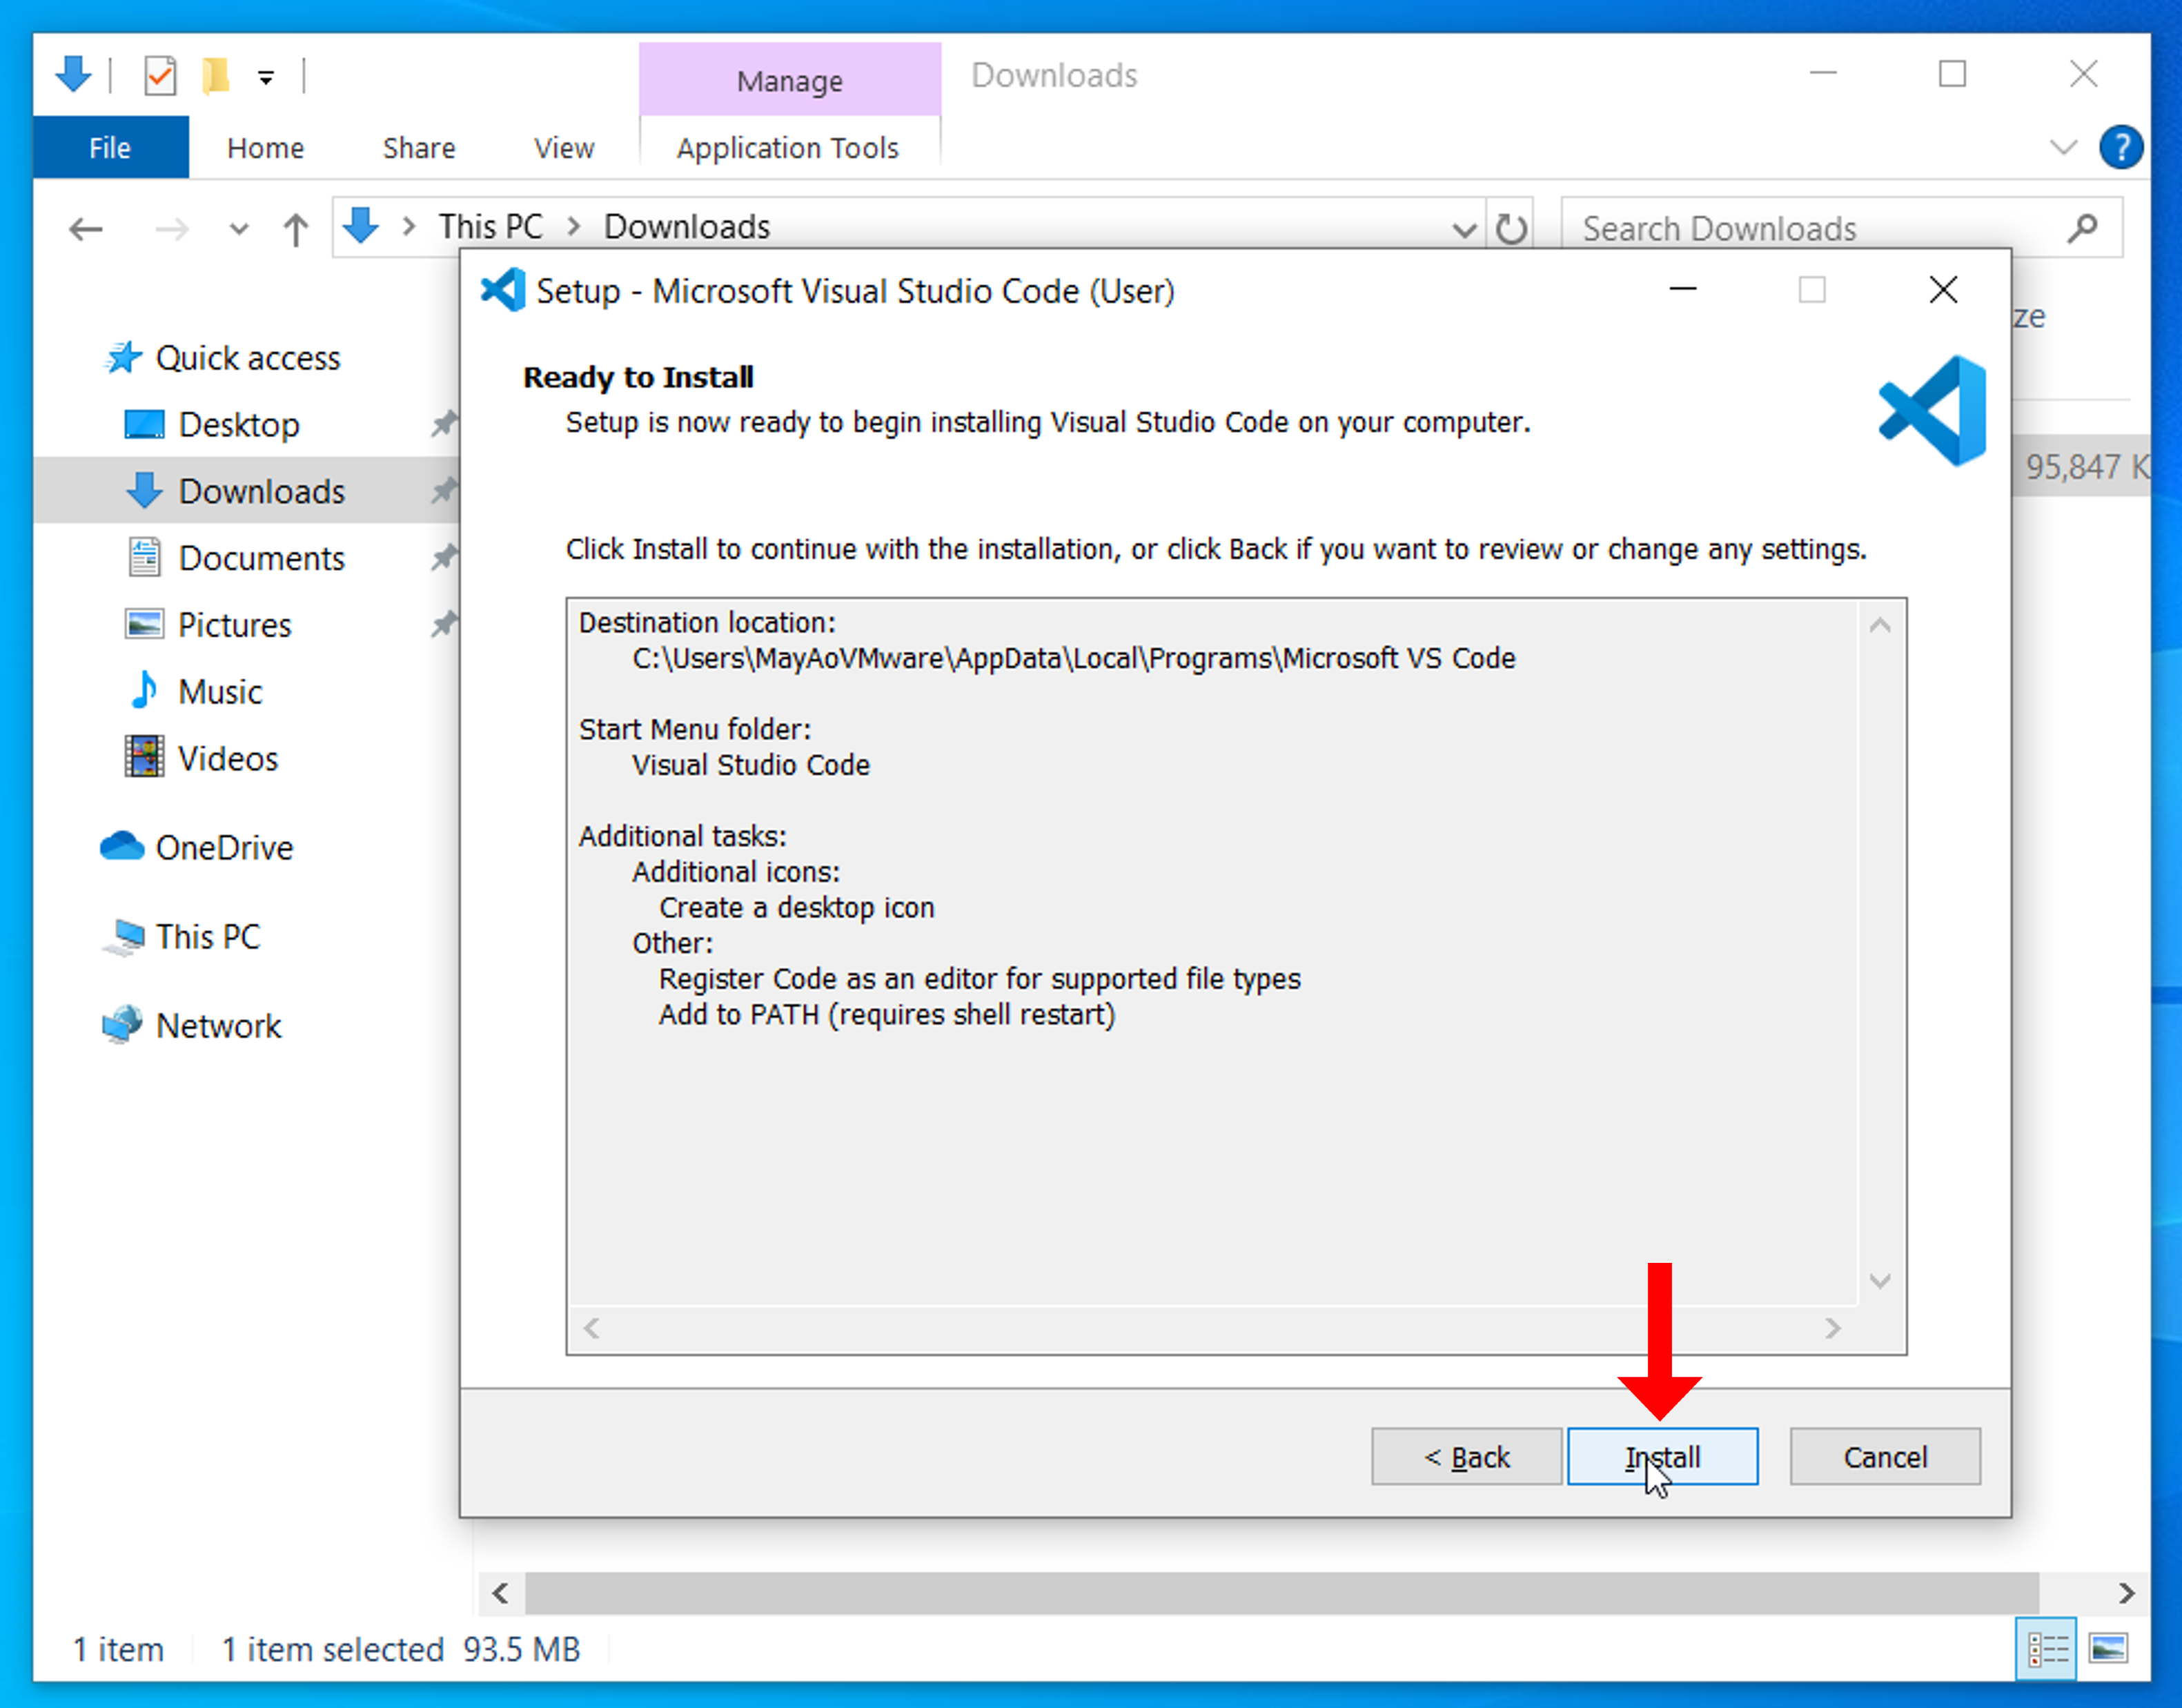 Manage
Downloads
File
Home
Share
View
Application Tools
?
This PC
Downloads
Search Downloads
Setup - Microsoft Visual Studio Code (User)
ze
Quick access
Ready to Install
Setup is now ready to begin installing Visual Studio Code on your computer.
Desktop
95,847 K
Downloads
Click Install to continue with the installation, or click Back if you want to review or change any settings.
Documents
Pictures
Music
Videos
OneDrive
This PC
Network
Destination location:
C:\Users\MayAoVMware\AppData\Local\Programs\Microsoft VS Code
Start Menu folder:
Visual Studio Code
Additional tasks:
Additional icons:
Create a desktop icon
Other:
Register Code as an editor for supported file types
Add to PATH (requires shell restart)
< Back
Install
Cancel
1 item
1 item selected 93.5 MB